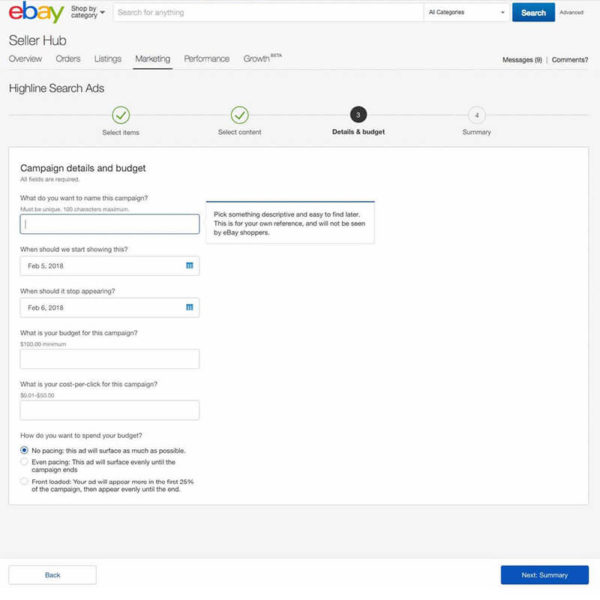 ebay Shop by category Search for anything All Categories Search Advanced
Seller Hub
Overview Orders Listings Marketing Performance Growth BETA Messages (9) | Comments?
Highline Search Ads
3 4
Select items Select content Details & budget Summary
Campaign details and budget
All fields are required.
What do you want to name this campaign?
Must be unique. 100 characters maximum.
Pick something descriptive and easy to find later.
This is for your own reference, and will not be seen
by eBay shoppers.
When should we start showing this?
Feb 5, 2018
When should it stop appearing?
Feb 6, 2018
What is your budget for this campaign?
$100.00 minimum
What is your cost-per-click for this campaign?
$0.01-$50.00
How do you want to spend your budget?
No pacing: this ad will surface as much as possible.
Even pacing: This ad will surface evenly until the
campaign ends
Front loaded: Your ad will appear more in the first 25%
of the campaign, then appear evenly until the end.
Back Next: Summary